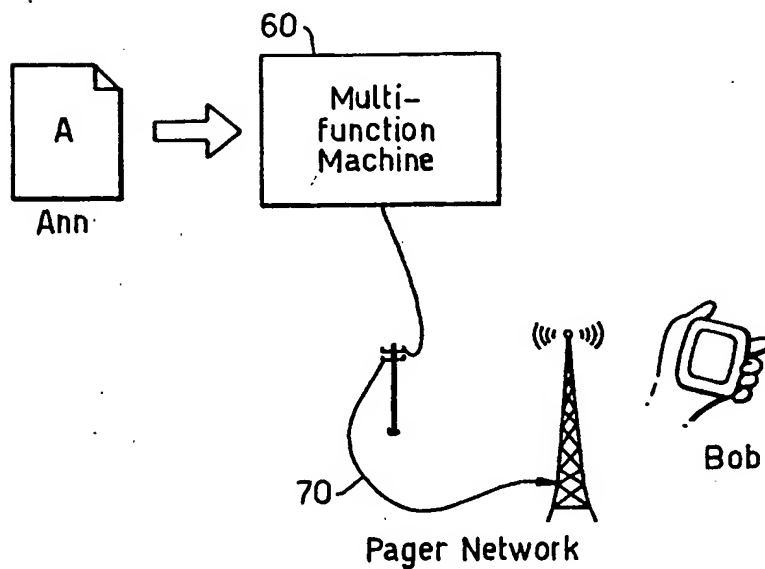 60
Multi-
function
Machine
A
Ann
70
Pager Network
Bob